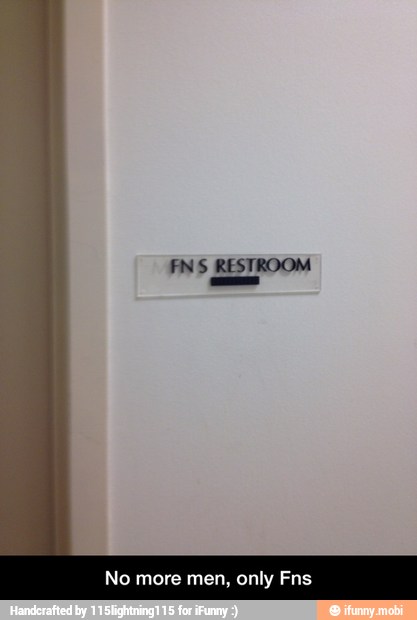 FN S RESTROOM
No more men, only Fns
Handcrafted by 115lightning115 for iFunny :)
ifunny.mobi